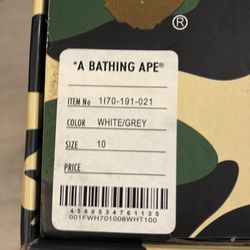 ®
*A BATHING APE®
ITEM No 1I70-191-021
COLOR WHITE/GREY
SIZE 10
PRICE
4580534761135
001FWH701008WHT100